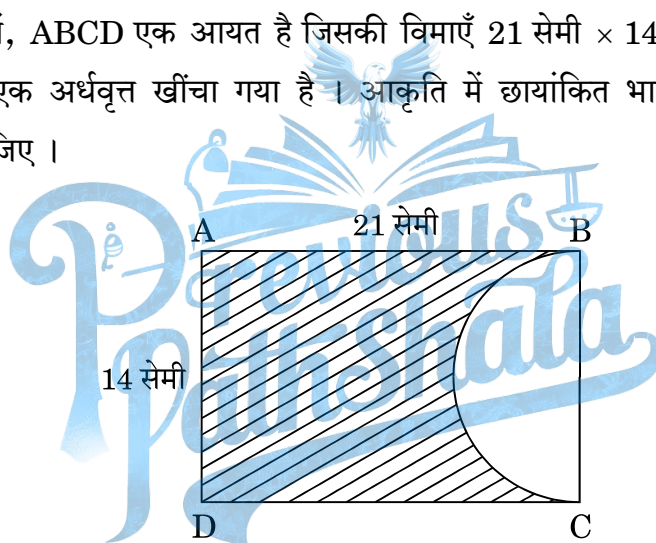 , ABCD एक आयत है जिसकी विमाएँ 21 सेमी × 14
एक अर्धवृत्त खींचा गया है । आकृति में छायांकित भा
जिए ।
A 21 सेमी B
14 सेमी
D C
Previous
Pathshala